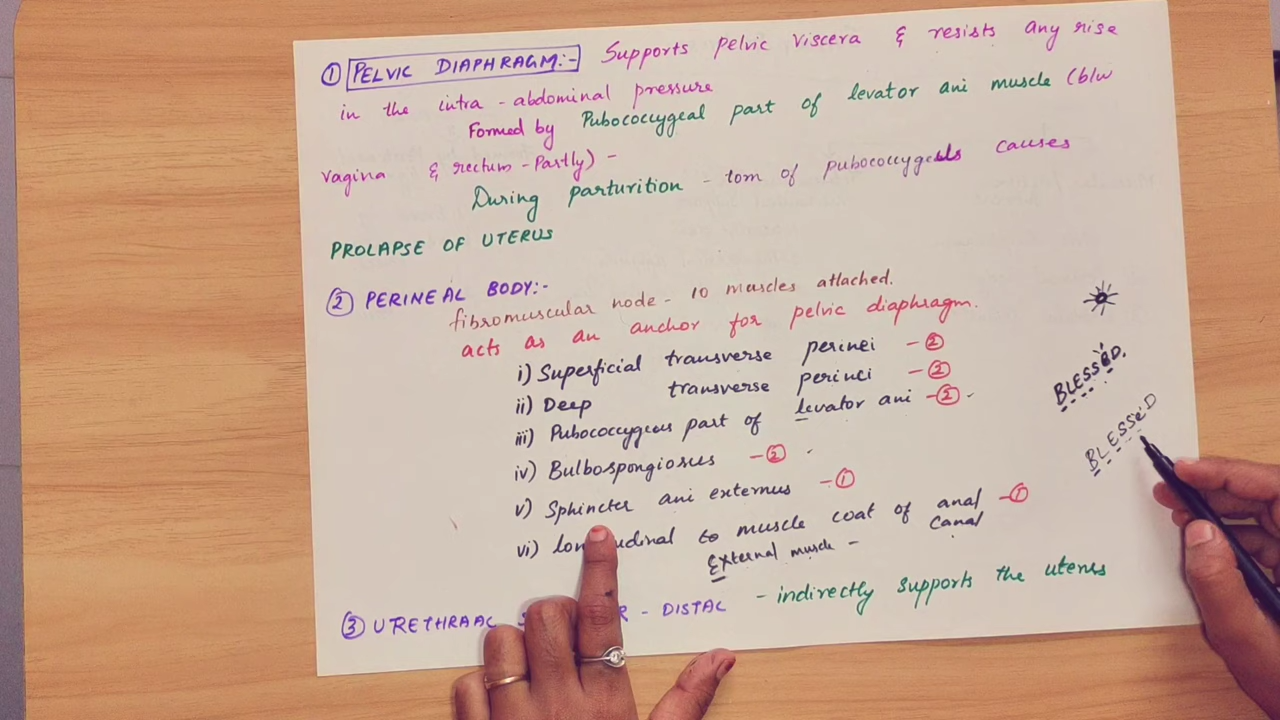 ① PELVIC DIAPHRAGM:- Supports pelvic viscera & resists any rise
in the intra - abdominal pressure
Formed by Pubococcygeal part of levator ani muscle (b/w
vagina & rectum - Partly) -
During parturition - torn of pubococcygeus causes
PROLAPSE OF UTERUS
② PERINEAL BODY:-
fibromuscular node - 10 muscles attached.
acts as an anchor for pelvic diaphragm.
i) Superficial transverse perinei - ②
ii) Deep transverse perinei - ②
iii) Pubococcygeus part of levator ani - ②
iv) Bulbospongiosus - ②
v) Sphincter ani externus - ①
vi) to muscle coat of anal - ①
canal
External muscle -
③ URETHRAAL - DISTAL - indirectly supports the uterus
BLESSED.
BLESSED